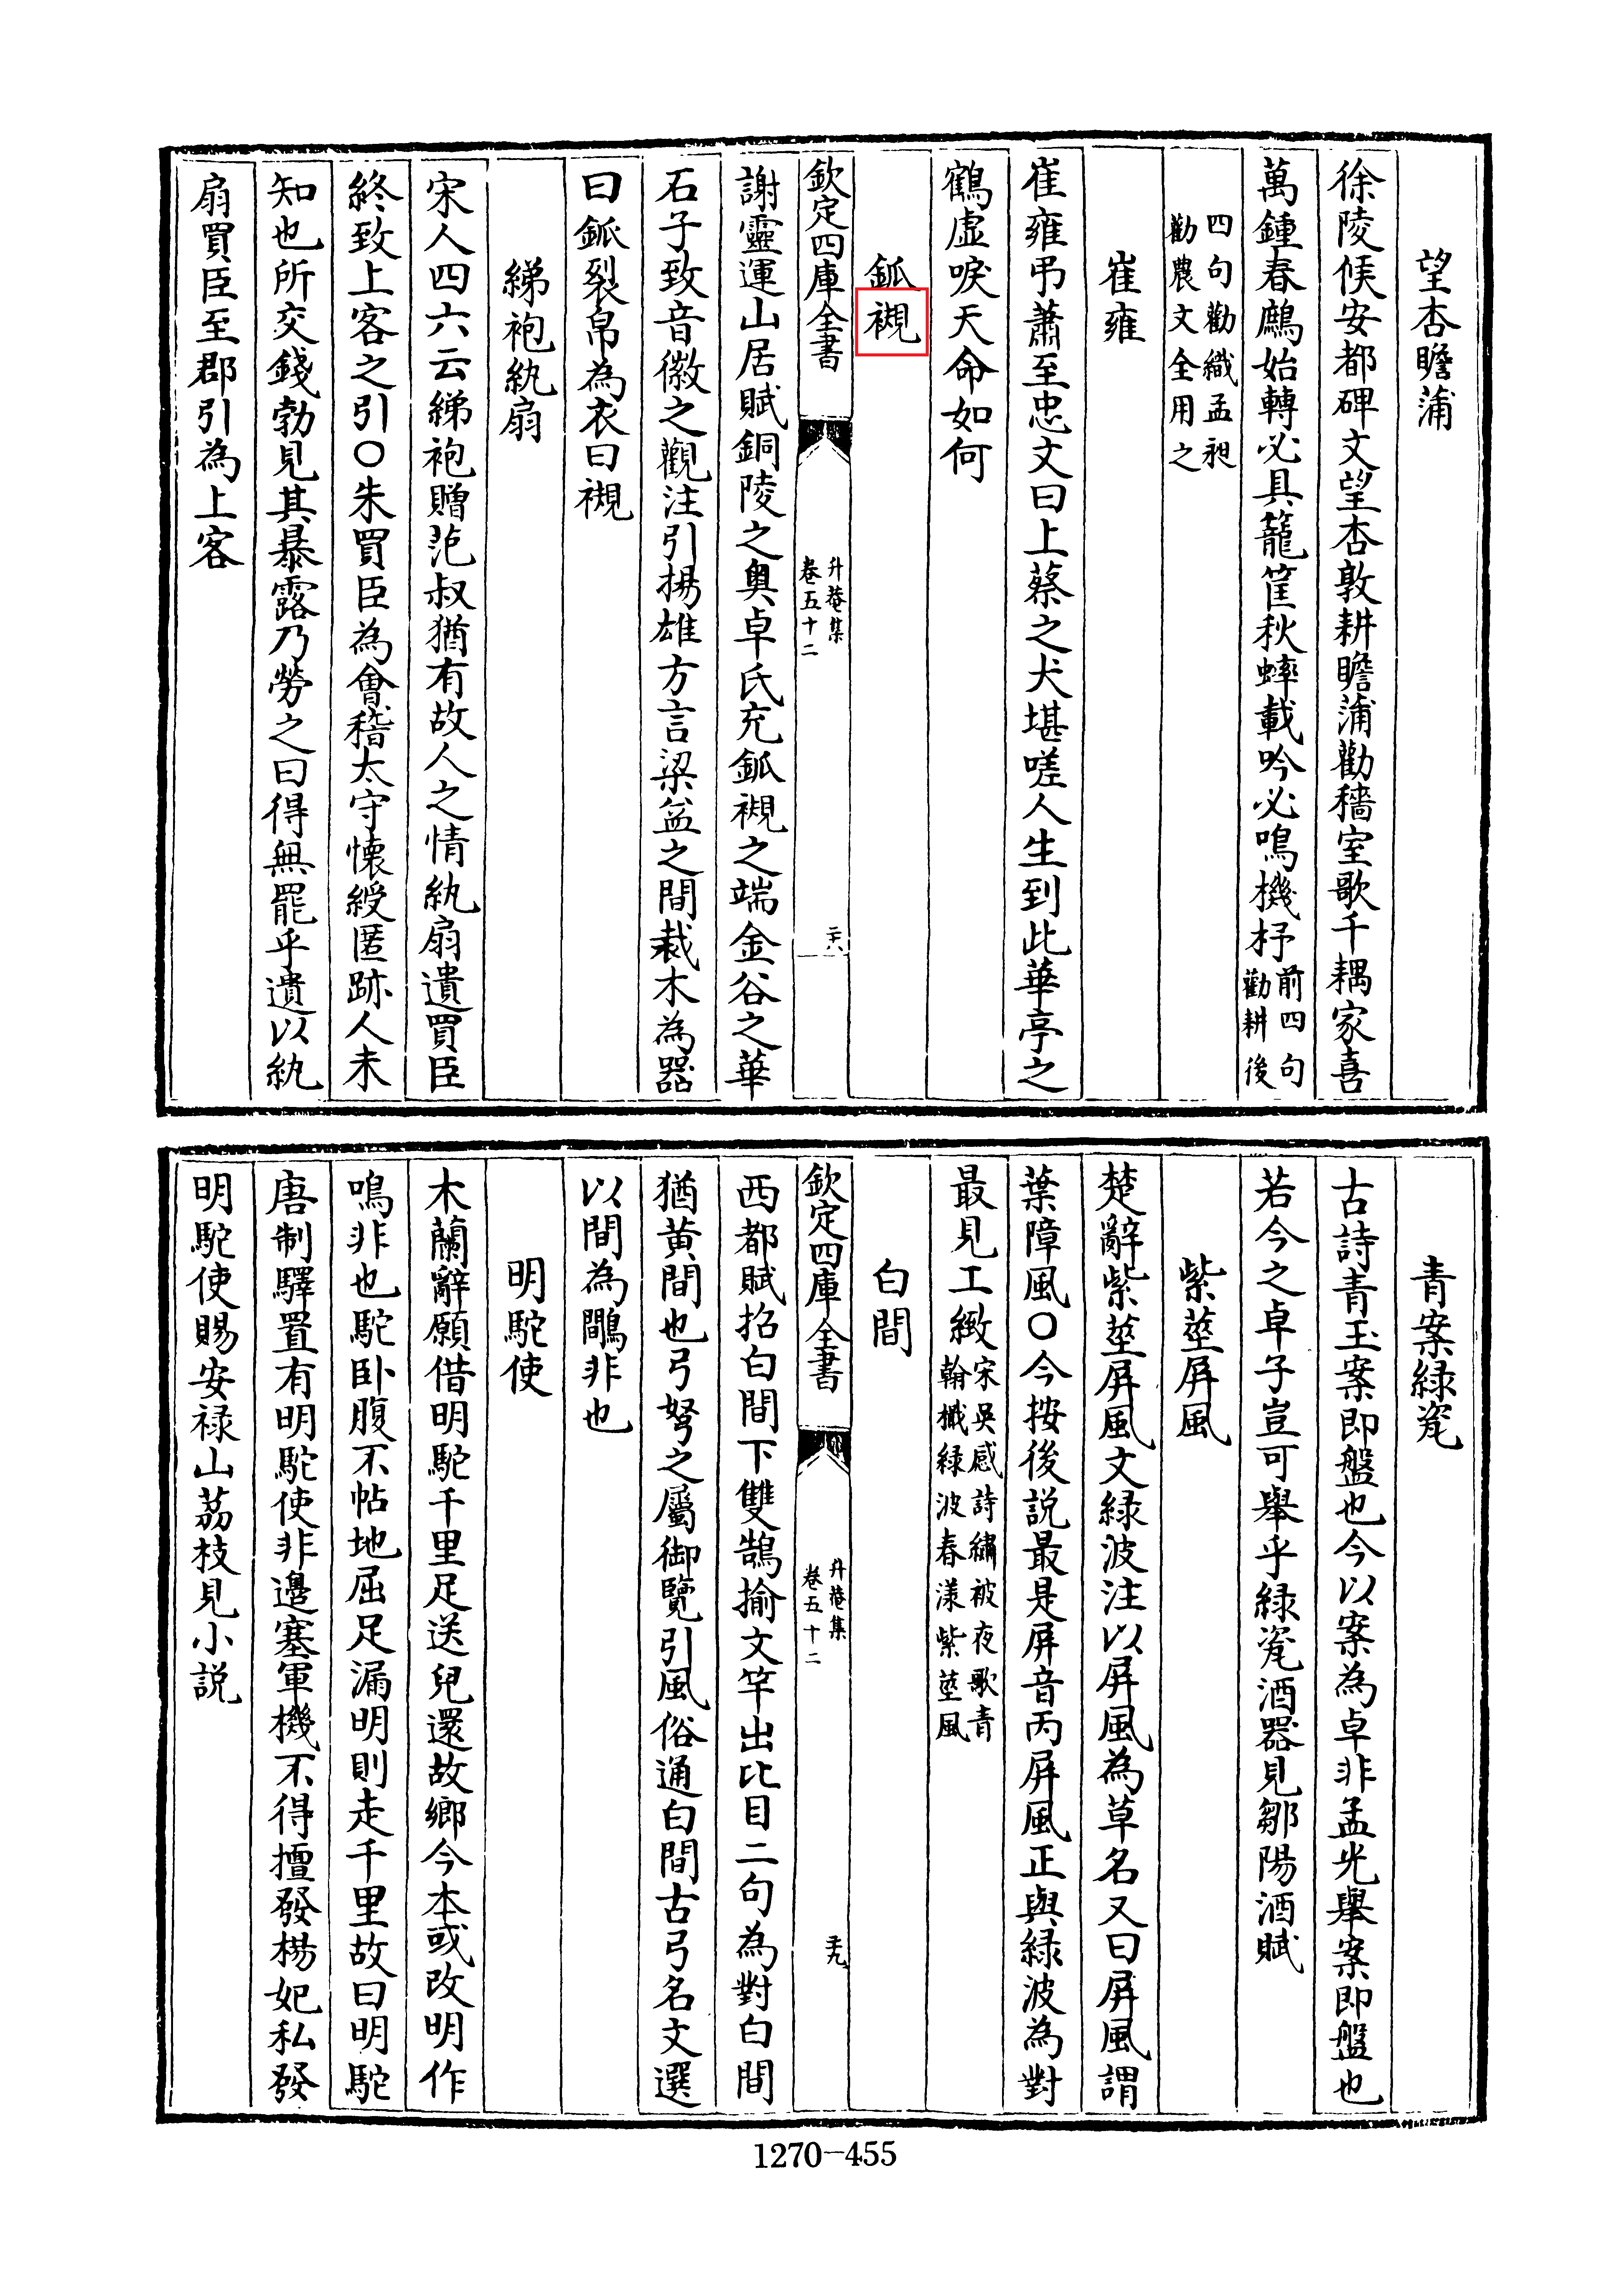 望杏瞻蒲
徐陵候安都碑文望杏敦耕瞻蒲勸穡室歌千耦家喜
萬鍾春鷓始轉必具籠筐秋蟀載吟必鳴機杼前四句勸耕後
四句勸織孟昶勸農文全用之
崔雍
崔雍弔蕭至忠文曰上蔡之犬堪嗟人生到此華亭之
鶴虛唳天命如何
鈲䙆
欽定四庫全書 升菴集卷五十二 二十八
謝靈運山居賦銅陵之奧卓氏充鈲䙆之端金谷之華
石子致音徽之觀注引揚雄方言梁益之間裁木為器
曰鈲裂帛為衣曰䙆
綈袍紈扇
宋人四六云綈袍贈范叔猶有故人之情紈扇遺買臣
終致上客之引○朱買臣為會稽太守懷綬匿跡人未
知也所交錢勃見其暴露乃勞之曰得無罷乎遺以紈
扇買臣至郡引為上客
青案緑瓷
古詩青玉案即盤也今以案為卓非孟光舉案即盤也
若今之卓子豈可舉乎緑瓷酒器見鄒陽酒賦
紫莖屏風
楚辭紫莖屏風文緑波注以屏風為草名又曰屏風謂
葉障風○今按後說最是屏音丙屏風正與緑波為對
最見工緻宋吳感詩繡被夜歌青翰檝緑波春漾紫莖風
白間
欽定四庫全書 升菴集卷五十二 二十九
西都賦招白間下雙鵠揄文竿出比目二句為對白間
猶黃間也弓弩之屬御覽引風俗通白間古弓名文選
以間為鷴非也
明駝使
木蘭辭願借明駝千里足送兒還故鄉今本或改明作
鳴非也駝卧腹不帖地屈足漏明則走千里故曰明駝
唐制驛置有明駝使非邊塞軍機不得擅發楊妃私發
明駝使賜安禄山荔枝見小說
1270—455